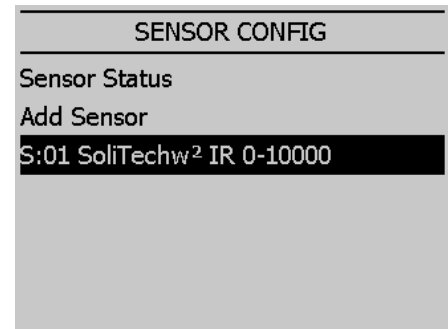 SENSOR CONFIG
Sensor Status
Add Sensor
S:01 SoliTechw² IR 0-10000